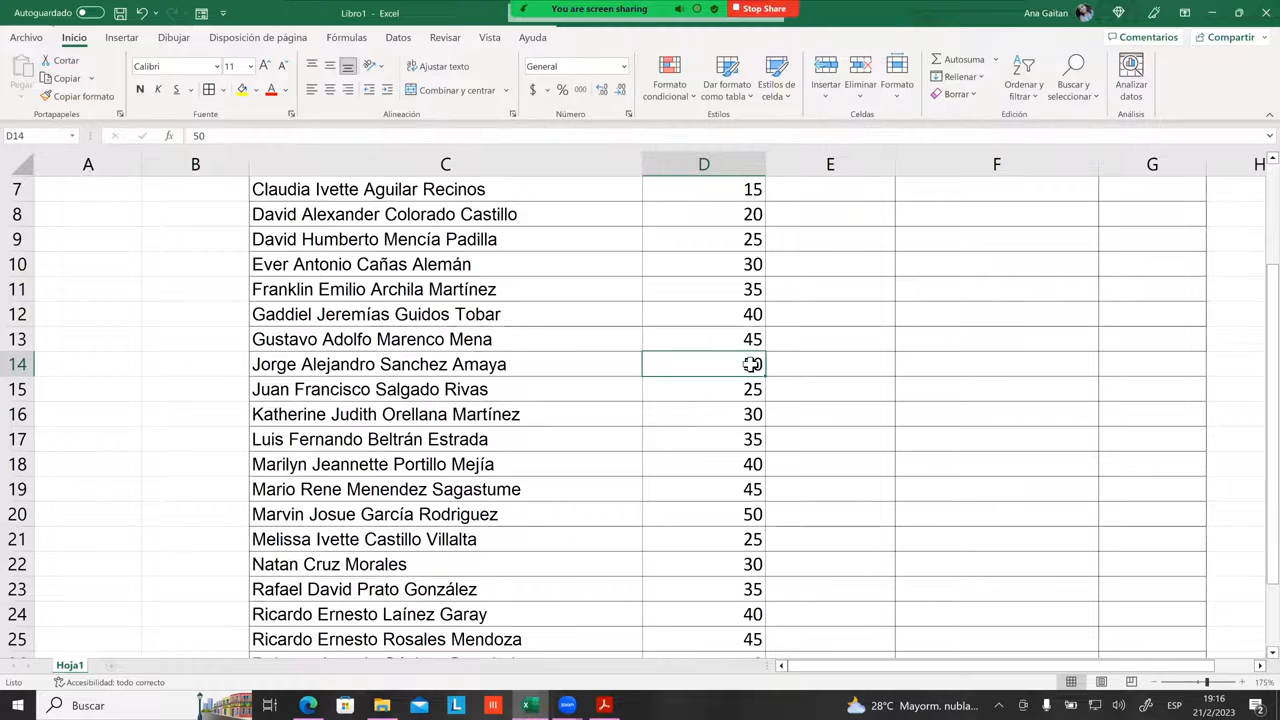 Autoguardado
Libro1 - Excel
You are screen sharing
Stop Share
Ana Gaitan
Archivo Inicio Insertar Dibujar Disposición de página Fórmulas Datos Revisar Vista Ayuda
Comentarios
Compartir
Pegar
Cortar
Copiar
Copiar formato
Portapapeles
Calibri 11
N K S
Fuente
Ajustar texto
Combinar y centrar
Alineación
General
$ % 000
Número
Formato condicional
Dar formato como tabla
Estilos de celda
Estilos
Insertar Eliminar Formato
Celdas
Autosuma
Rellenar
Borrar
Ordenar y filtrar
Buscar y seleccionar
Edición
Analizar datos
Análisis
D14 fx 50
A B C D E F G H
7 Claudia Ivette Aguilar Recinos 15
8 David Alexander Colorado Castillo 20
9 David Humberto Mencía Padilla 25
10 Ever Antonio Cañas Alemán 30
11 Franklin Emilio Archila Martínez 35
12 Gaddiel Jeremías Guidos Tobar 40
13 Gustavo Adolfo Marenco Mena 45
14 Jorge Alejandro Sanchez Amaya
15 Juan Francisco Salgado Rivas 25
16 Katherine Judith Orellana Martínez 30
17 Luis Fernando Beltrán Estrada 35
18 Marilyn Jeannette Portillo Mejía 40
19 Mario Rene Menendez Sagastume 45
20 Marvin Josue García Rodriguez 50
21 Melissa Ivette Castillo Villalta 25
22 Natan Cruz Morales 30
23 Rafael David Prato González 35
24 Ricardo Ernesto Laínez Garay 40
25 Ricardo Ernesto Rosales Mendoza 45
Hoja1
Listo
Accesibilidad: todo correcto
175%
Buscar
28°C Mayorm. nubla...
ESP
19:16
21/2/2023